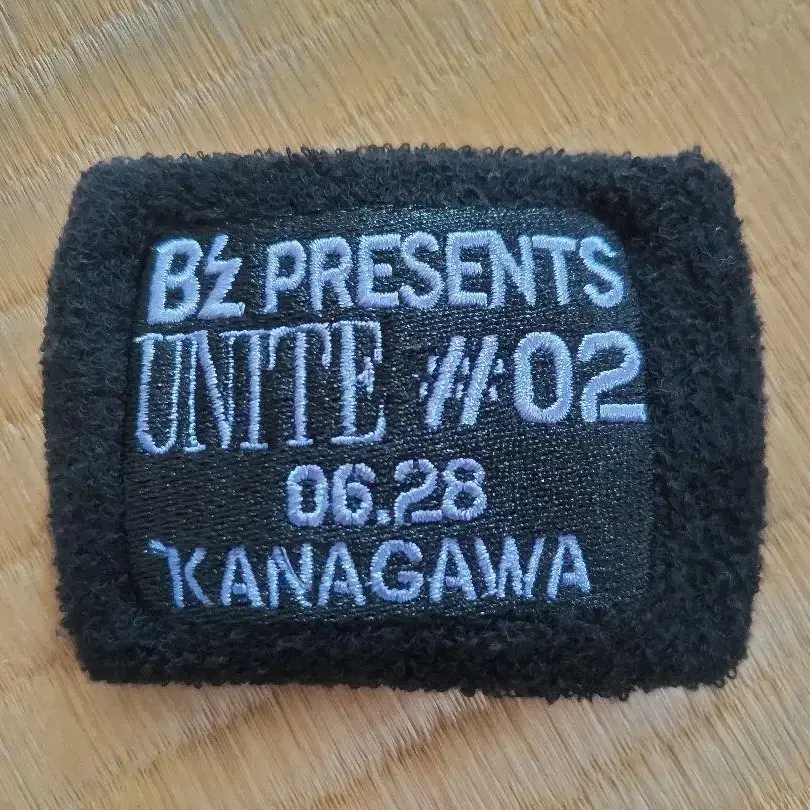 B'z PRESENTS
UNITE #02
06.28
KANAGAWA